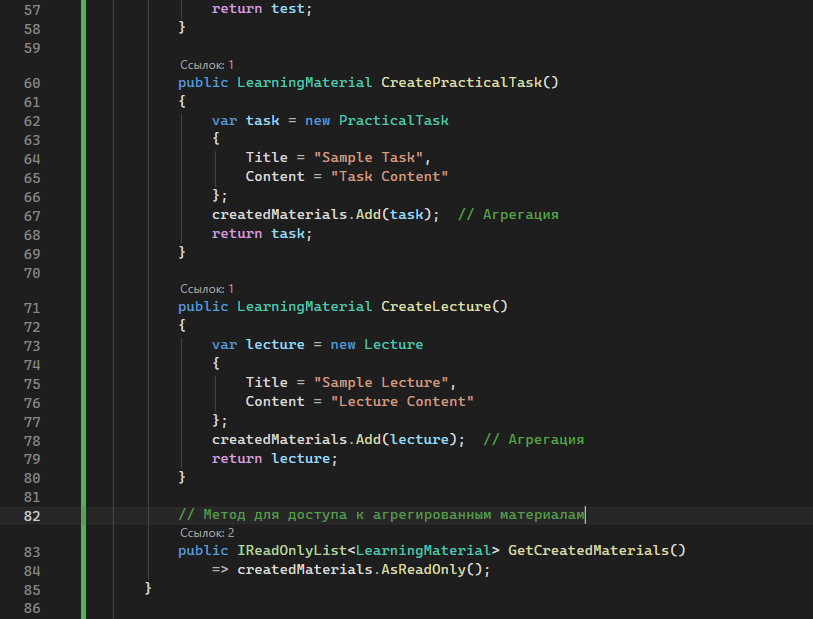 57 return test;
58 }
59
Ссылок: 1
60 public LearningMaterial CreatePracticalTask()
61 {
62 var task = new PracticalTask
63 {
64 Title = "Sample Task",
65 Content = "Task Content"
66 };
67 createdMaterials.Add(task);  // Агрегация
68 return task;
69 }
70
Ссылок: 1
71 public LearningMaterial CreateLecture()
72 {
73 var lecture = new Lecture
74 {
75 Title = "Sample Lecture",
76 Content = "Lecture Content"
77 };
78 createdMaterials.Add(lecture);  // Агрегация
79 return lecture;
80 }
81
82 // Метод для доступа к агрегированным материалам
Ссылок: 2
83 public IReadOnlyList<LearningMaterial> GetCreatedMaterials()
84 => createdMaterials.AsReadOnly();
85 }
86